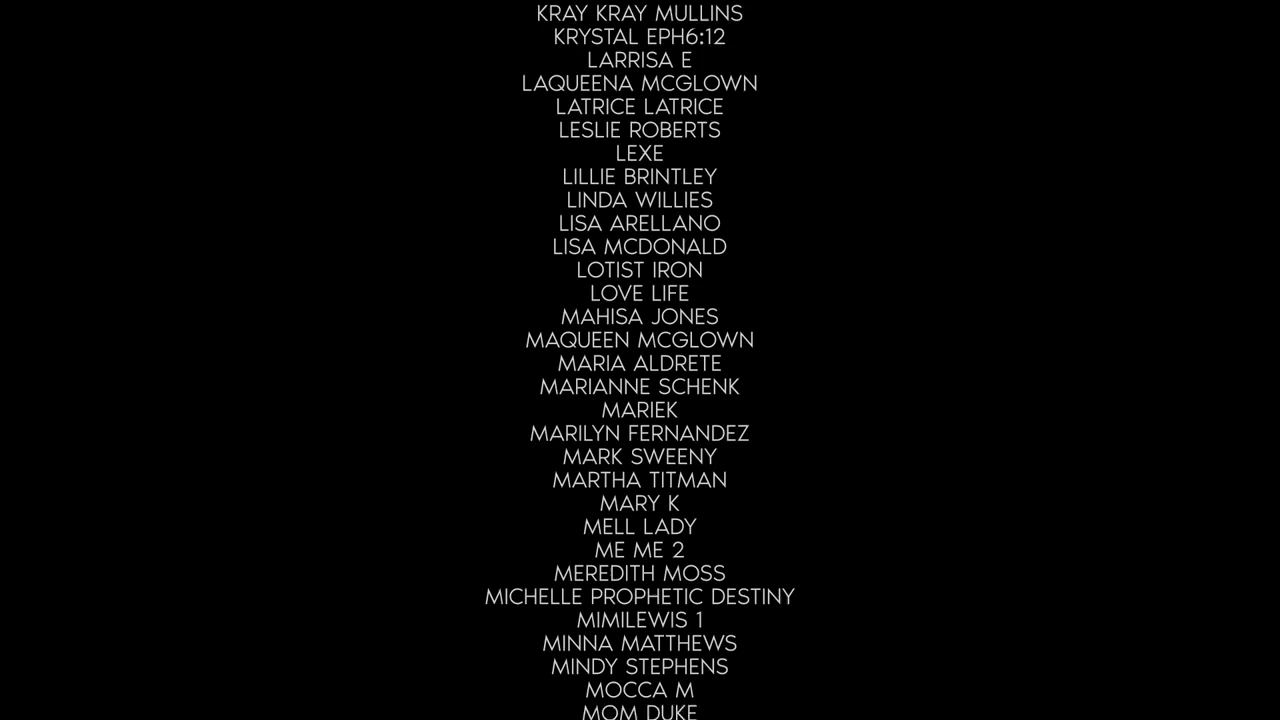 KRAY KRAY MULLINS
KRYSTAL EPH6:12
LARRISA E
LAQUEENA MCGLOWN
LATRICE LATRICE
LESLIE ROBERTS
LEXE
LILLIE BRINTLEY
LINDA WILLIES
LISA ARELLANO
LISA MCDONALD
LOTIST IRON
LOVE LIFE
MAHISA JONES
MAQUEEN MCGLOWN
MARIA ALDRETE
MARIANNE SCHENK
MARIEK
MARILYN FERNANDEZ
MARK SWEENY
MARTHA TITMAN
MARY K
MELL LADY
ME ME 2
MEREDITH MOSS
MICHELLE PROPHETIC DESTINY
MIMILEWIS 1
MINNA MATTHEWS
MINDY STEPHENS
MOCCA M
MOM DUKE